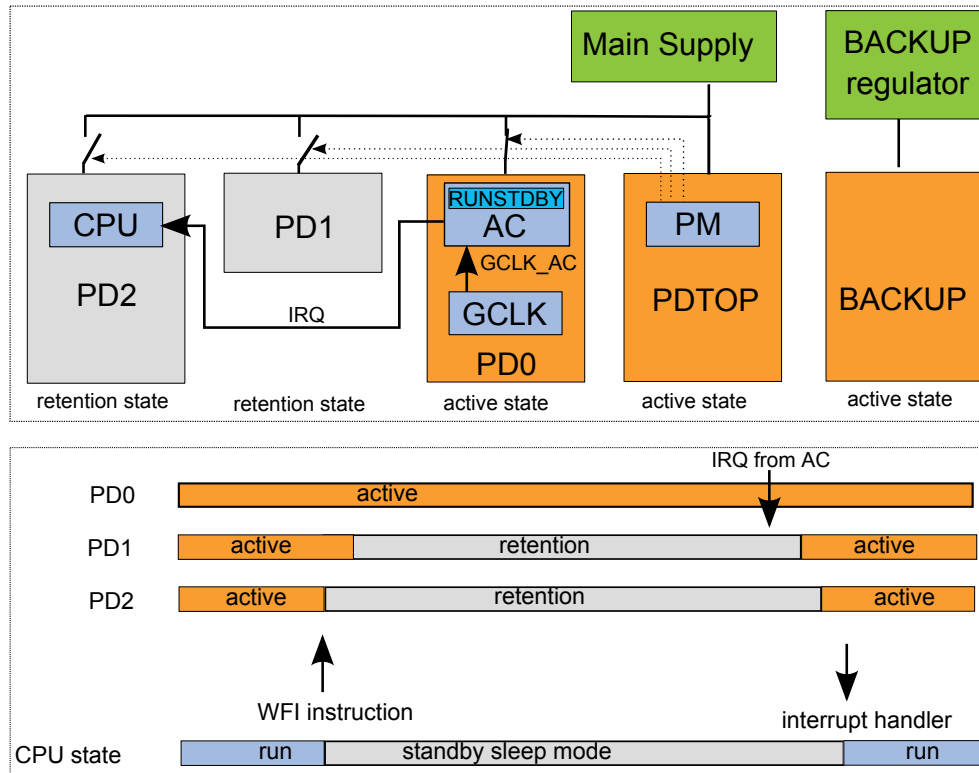 Main Supply
BACKUP
regulator
CPU
PD2
PD1
RUNSTDBY
AC
GCLK_AC
GCLK
PD0
IRQ
PM
PDTOP
BACKUP
retention state
retention state
active state
active state
active state
IRQ from AC
PD0
active
PD1
active
retention
active
PD2
active
retention
active
WFI instruction
interrupt handler
CPU state
run
standby sleep mode
run